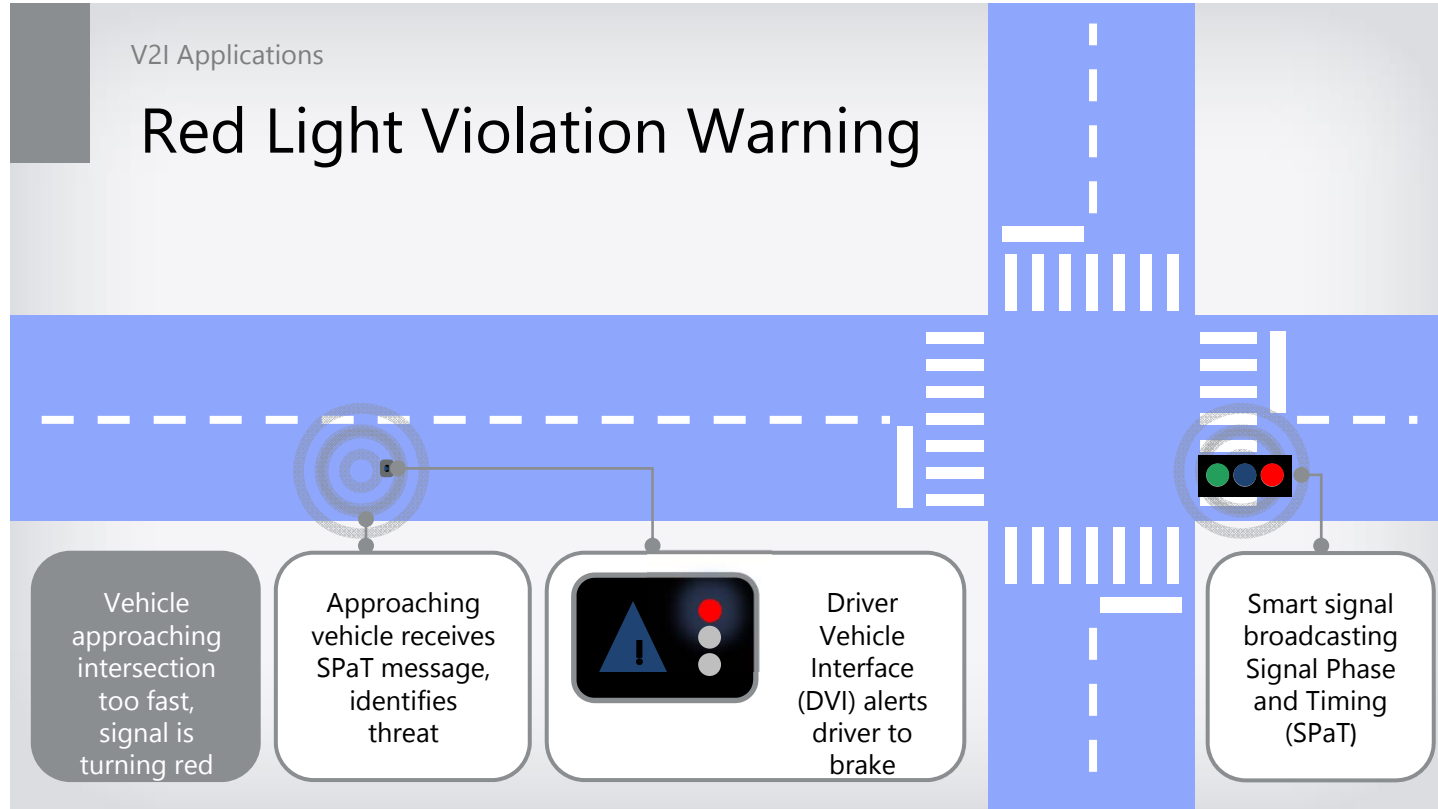 V2I Applications
Red Light Violation Warning
Vehicle
approaching
intersection
too fast,
signal is
turning red
Approaching
vehicle receives
SPaT message,
identifies
threat
!
Driver
Vehicle
Interface
(DVI) alerts
driver to
brake
Smart signal
broadcasting
Signal Phase
and Timing
(SPaT)